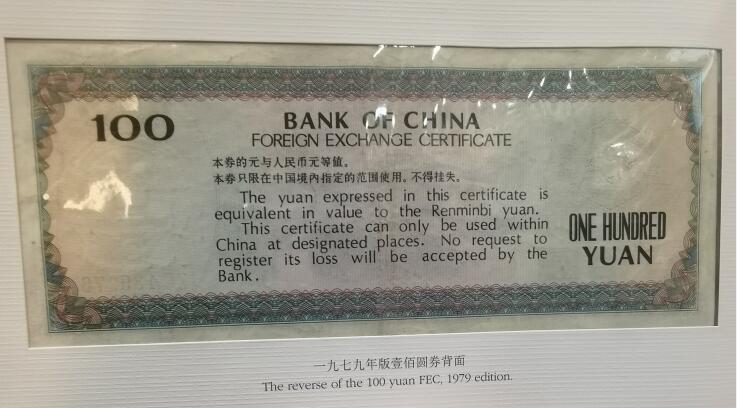 100
BANK OF CHINA
FOREIGN EXCHANGE CERTIFICATE
本券的元与人民币元等值。
本券只限在中国境内指定的范围使用。不得挂失。
The yuan expressed in this certificate is
equivalent in value to the Renminbi yuan.
This certificate can only be used within
China at designated places. No request to
register its loss will be accepted by the
Bank.
ONE HUNDRED
YUAN
一九七九年版壹佰圆券背面
The reverse of the 100 yuan FEC, 1979 edition.